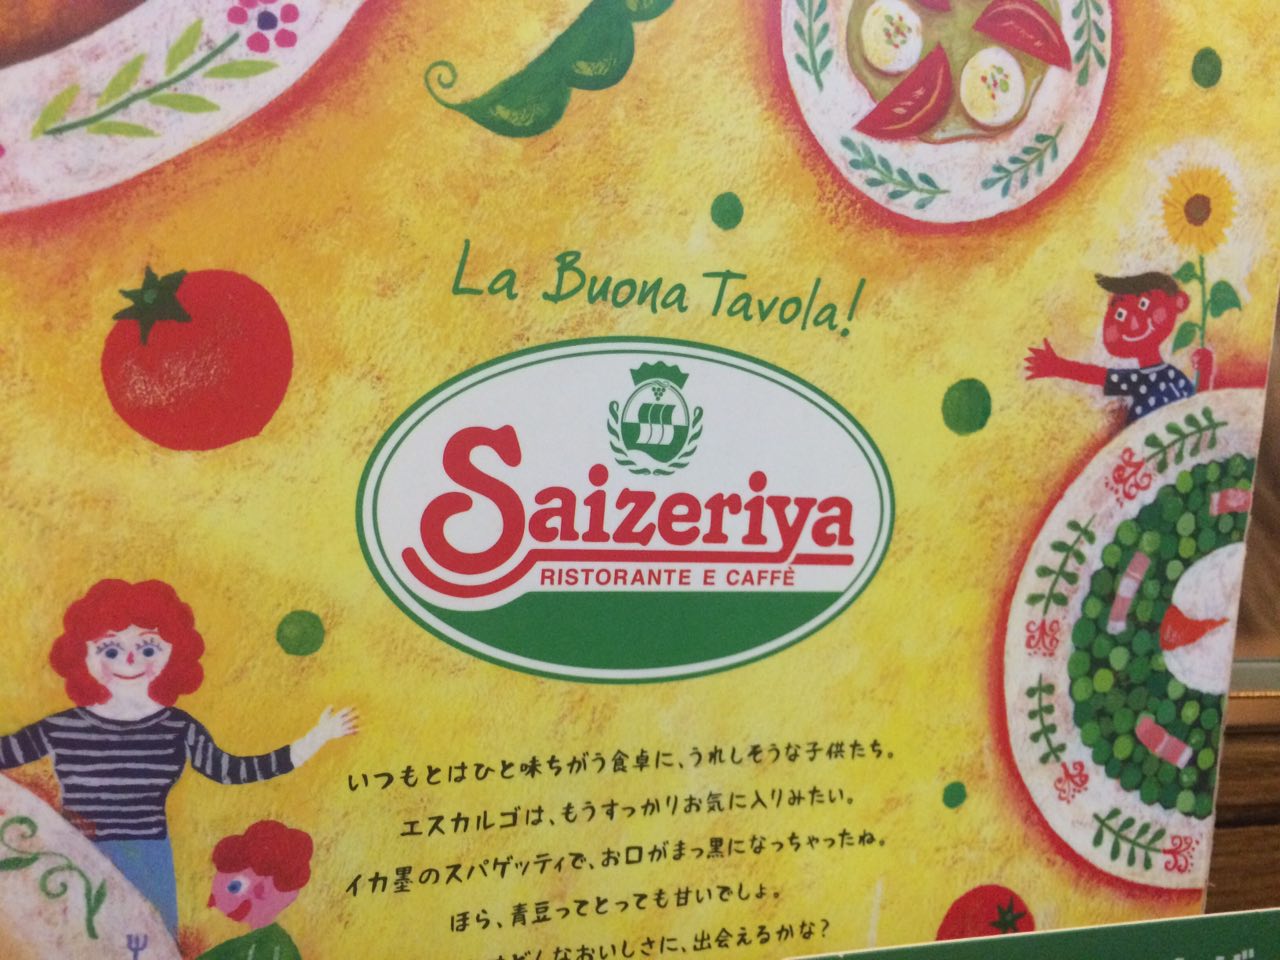 La Buona Tavola!
Saizeriya
RISTORANTE E CAFFÈ
いつもとはひと味ちがう食卓に、うれしそうな子供たち。
エスカルゴは、もうすっかりお気に入りみたい。
イカ墨のスパゲッティで、お口がまっ黒になっちゃったね。
ほら、青豆ってとっても甘いでしょ。
どんなおいしさに、出会えるかな?